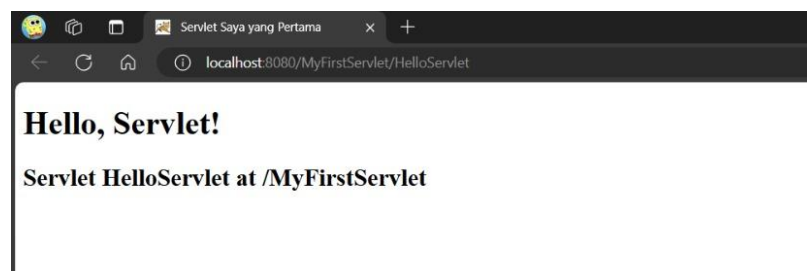 Servlet Saya yang Pertama
localhost:8080/MyFirstServlet/HelloServlet
Hello, Servlet!
Servlet HelloServlet at /MyFirstServlet